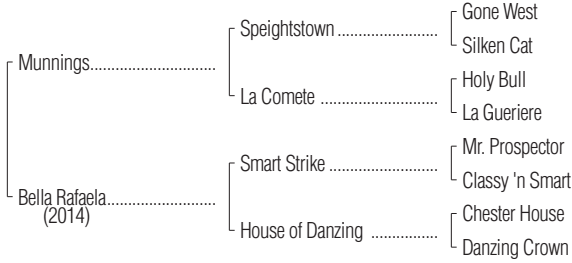 Gone West
Speightstown
Silken Cat
Munnings
Holy Bull
La Comete
La Gueriere
Mr. Prospector
Smart Strike
Classy 'n Smart
Bella Rafaela
(2014)
Chester House
House of Danzing
Danzing Crown